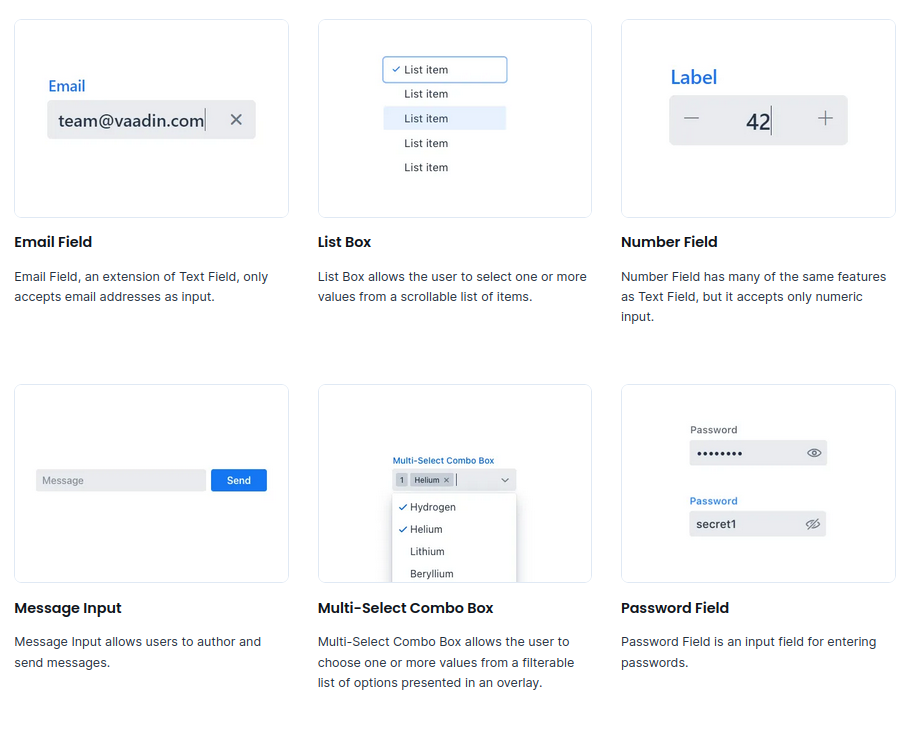 Email
team@vaadin.com
Email Field
Email Field, an extension of Text Field, only
accepts email addresses as input.
List item
List item
List item
List item
List item
List Box
List Box allows the user to select one or more
values from a scrollable list of items.
Label
42
Number Field
Number Field has many of the same features
as Text Field, but it accepts only numeric
input.
Message
Send
Message Input
Message Input allows users to author and
send messages.
Multi-Select Combo Box
1 Helium
Hydrogen
Helium
Lithium
Beryllium
Multi-Select Combo Box
Multi-Select Combo Box allows the user to
choose one or more values from a filterable
list of options presented in an overlay.
Password
••••••••
Password
secret1
Password Field
Password Field is an input field for entering
passwords.